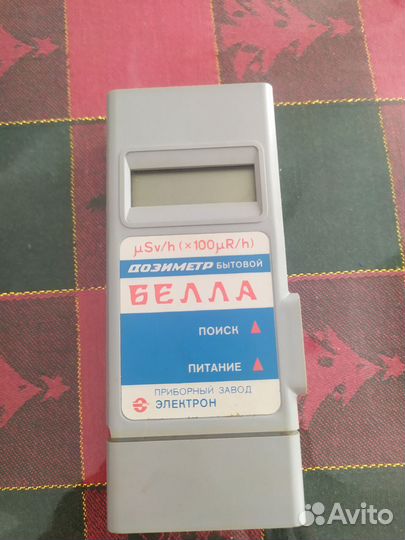 μSv/h (×100μR/h)
ДОЗИМЕТР БЫТОВОЙ
БЕЛЛА
ПОИСК
ПИТАНИЕ
ПРИБОРНЫЙ ЗАВОД
ЭЛЕКТРОН
Avito